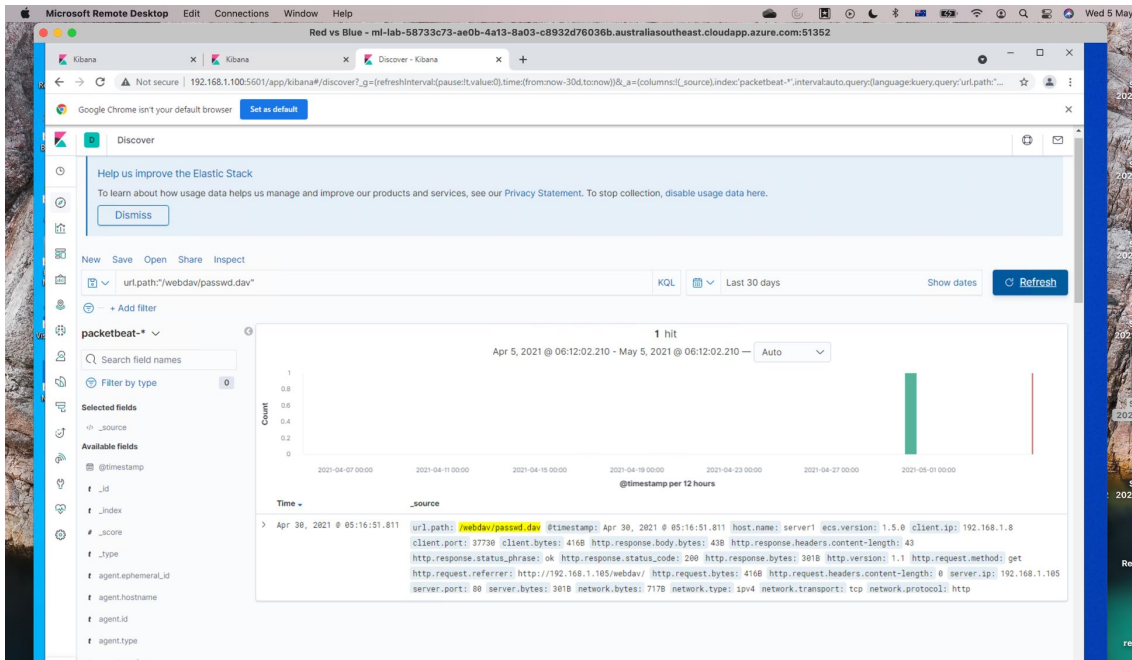 Microsoft Remote Desktop Edit Connections Window Help Wed 5 May
Red vs Blue - ml-lab-58733c73-ae0b-4a13-8a03-c8932d76036b.australiasoutheast.cloudapp.azure.com:51352
Kibana Kibana Discover - Kibana
Not secure 192.168.1.100:5601/app/kibana#/discover?_g=(refreshInterval:(pause:!t,value:0),time:(from:now-30d,to:now))&_a=(columns:!(_source),index:'packetbeat-*',interval:auto,query:(language:kuery,query:'url.path:"...
Google Chrome isn't your default browser Set as default
D Discover
Help us improve the Elastic Stack
To learn about how usage data helps us manage and improve our products and services, see our Privacy Statement. To stop collection, disable usage data here.
Dismiss
New Save Open Share Inspect
url.path:"/webdav/passwd.dav" KQL Last 30 days Show dates Refresh
+ Add filter
packetbeat-* 1 hit
Apr 5, 2021 @ 06:12:02.210 - May 5, 2021 @ 06:12:02.210 — Auto
Search field names
Filter by type 0
Selected fields
_source
Available fields
@timestamp
t _id
t _index
# _score
t _type
t agent.ephemeral_id
t agent.hostname
t agent.id
t agent.type
Count
1
0.8
0.6
0.4
0.2
0
2021-04-07 00:00 2021-04-11 00:00 2021-04-15 00:00 2021-04-19 00:00 2021-04-23 00:00 2021-04-27 00:00 2021-05-01 00:00
@timestamp per 12 hours
Time _source
Apr 30, 2021 @ 05:16:51.811 url.path: /webdav/passwd.dav @timestamp: Apr 30, 2021 @ 05:16:51.811 host.name: server1 ecs.version: 1.5.0 client.ip: 192.168.1.8
client.port: 37730 client.bytes: 416B http.response.body.bytes: 43B http.response.headers.content-length: 43
http.response.status_phrase: ok http.response.status_code: 200 http.response.bytes: 301B http.version: 1.1 http.request.method: get
http.request.referrer: http://192.168.1.105/webdav/ http.request.bytes: 416B http.request.headers.content-length: 0 server.ip: 192.168.1.105
server.port: 80 server.bytes: 301B network.bytes: 717B network.type: ipv4 network.transport: tcp network.protocol: http